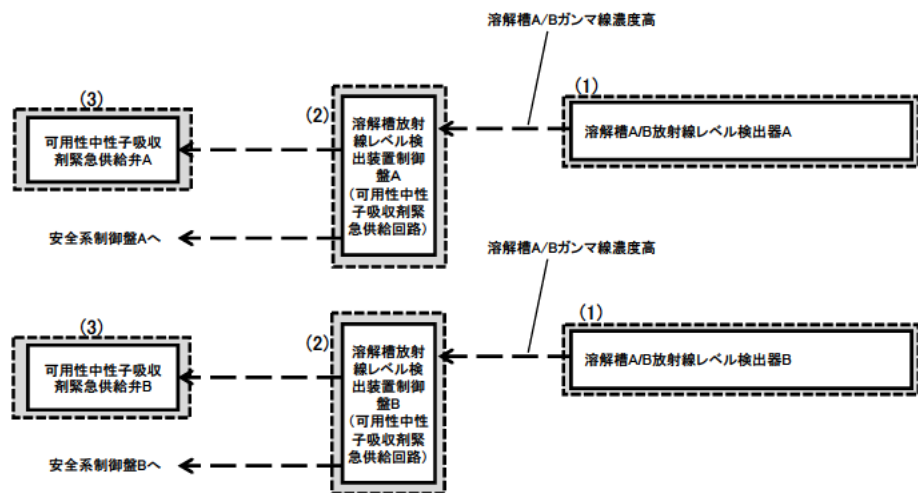 溶解槽A/Bガンマ線濃度高
(1)
溶解槽A/B放射線レベル検出器A
(2)
溶解槽放射
線レベル検
出装置制御
盤A
(可用性中性
子吸収剤緊
急供給回路)
(3)
可用性中性子吸収
剤緊急供給弁A
安全系制御盤Aへ
溶解槽A/Bガンマ線濃度高
(1)
溶解槽A/B放射線レベル検出器B
(2)
溶解槽放射
線レベル検
出装置制御
盤B
(可用性中性
子吸収剤緊
急供給回路)
(3)
可用性中性子吸収
剤緊急供給弁B
安全系制御盤Bへ